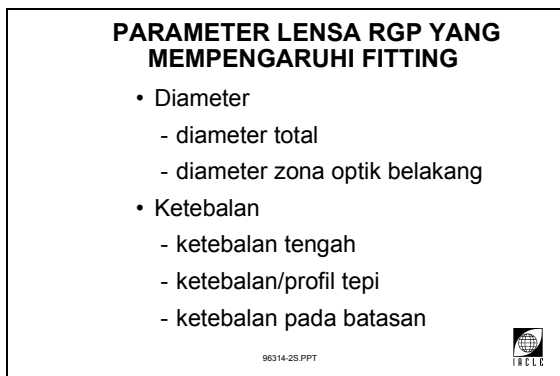 PARAMETER LENSA RGP YANG
MEMPENGARUHI FITTING
• Diameter
- diameter total
- diameter zona optik belakang
• Ketebalan
- ketebalan tengah
- ketebalan/profil tepi
- ketebalan pada batasan
96314-2S.PPT
IACLE